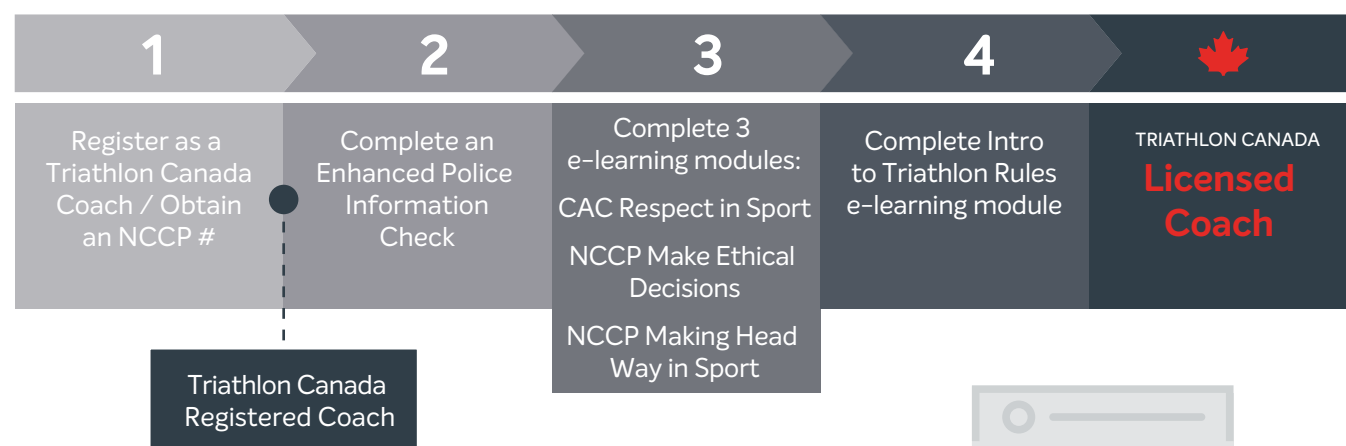 1
2
3
4
Register as a
Triathlon Canada
Coach / Obtain
an NCCP #
Complete an
Enhanced Police
Information
Check
Complete 3
e-learning modules:
CAC Respect in Sport
NCCP Make Ethical
Decisions
NCCP Making Head
Way in Sport
Complete Intro
to Triathlon Rules
e-learning module
TRIATHLON CANADA
Licensed
Coach
Triathlon Canada
Registered Coach